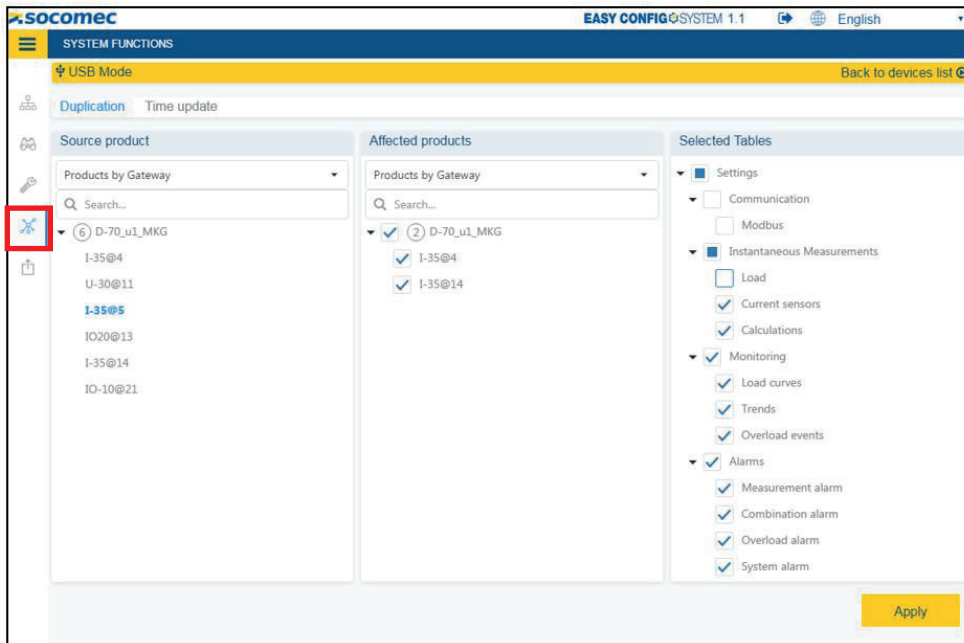 socomec
EASY CONFIG SYSTEM 1.1
English
SYSTEM FUNCTIONS
USB Mode
Back to devices list
Duplication
Time update
Source product
Products by Gateway
Search...
6 D-70_u1_MKG
I-35@4
U-30@11
I-35@5
IO20@13
I-35@14
IO-10@21
Affected products
Products by Gateway
Search...
2 D-70_u1_MKG
I-35@4
I-35@14
Selected Tables
Settings
Communication
Modbus
Instantaneous Measurements
Load
Current sensors
Calculations
Monitoring
Load curves
Trends
Overload events
Alarms
Measurement alarm
Combination alarm
Overload alarm
System alarm
Apply